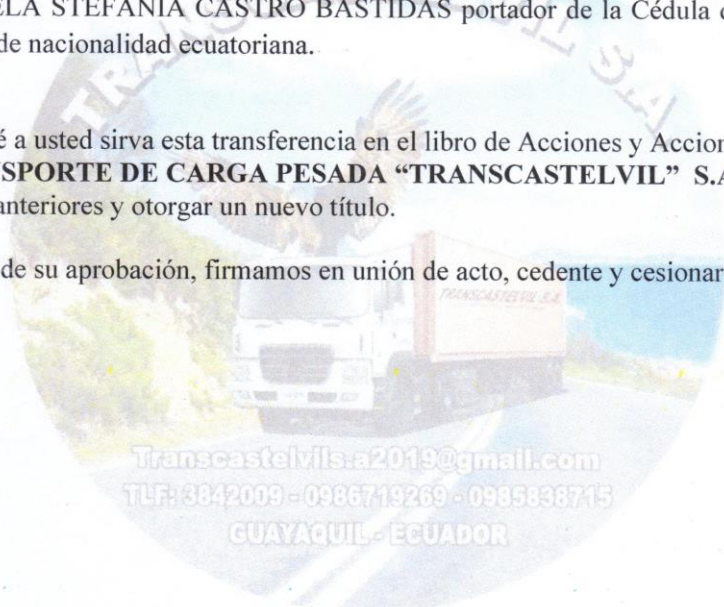 ELA STEFANIA CASTRO BASTIDAS portador de la Cédula
de nacionalidad ecuatoriana.
TRANSCASTELVIL S.A
é a usted sirva esta transferencia en el libro de Acciones y Accion
SPORTE DE CARGA PESADA “TRANSCASTELVIL” S.A
anteriores y otorgar un nuevo título.
de su aprobación, firmamos en unión de acto, cedente y cesionar
TRANSCASTELVIL S.A.
Transcastelvils.a2019@gmail.com
TLF: 3842009 - 0986719269 - 0985838715
GUAYAQUIL - ECUADOR